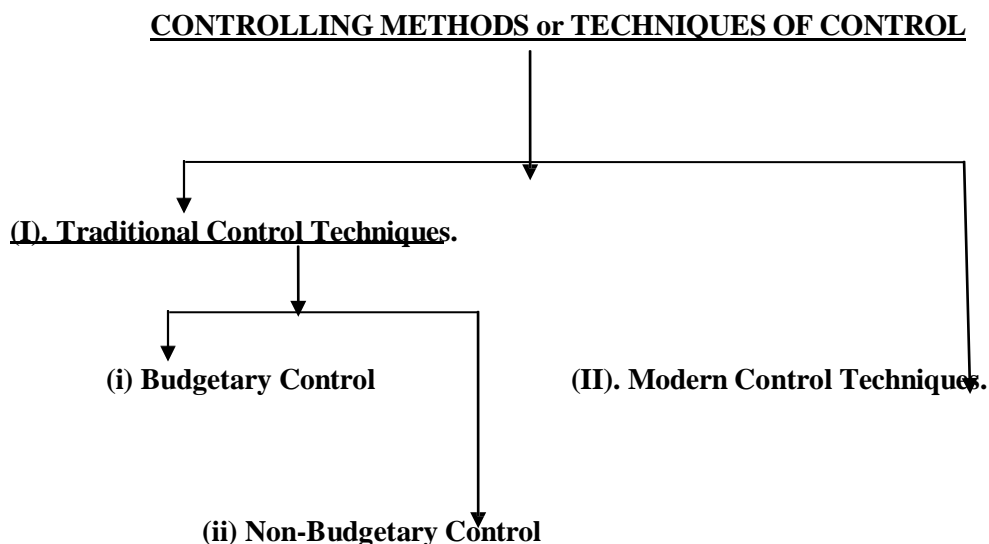 CONTROLLING METHODS or TECHNIQUES OF CONTROL
(I). Traditional Control Techniques.
(i) Budgetary Control
(II). Modern Control Techniques.
(ii) Non-Budgetary Control